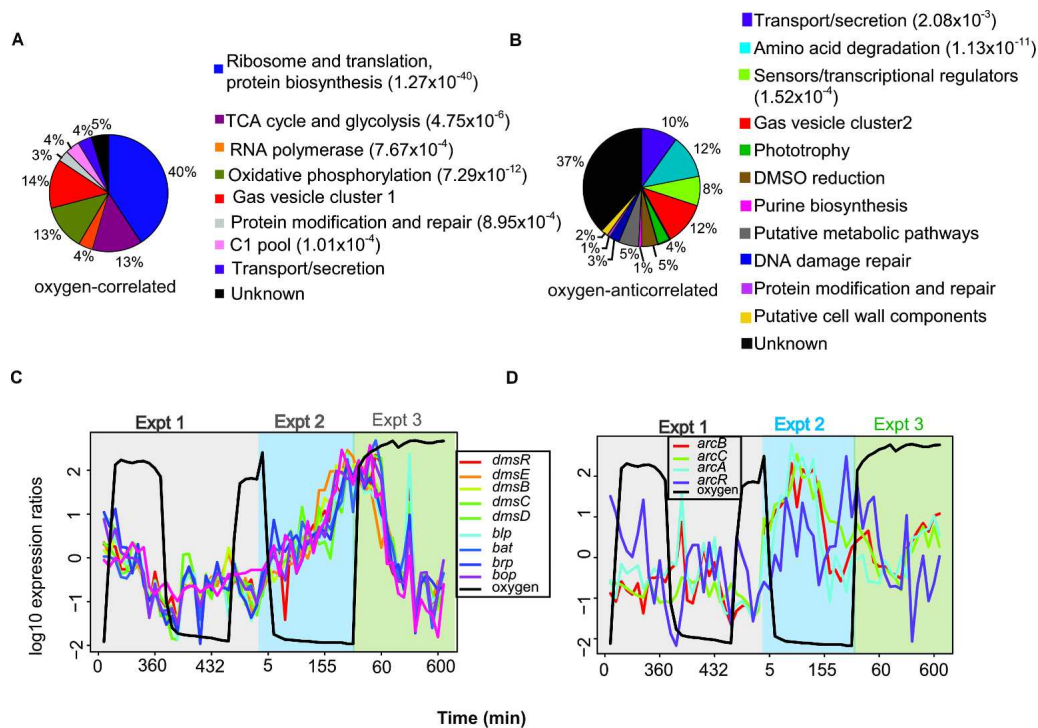 A
Ribosome and translation,
protein biosynthesis (1.27x10⁻⁴⁰)
TCA cycle and glycolysis (4.75x10⁻⁶)
RNA polymerase (7.67x10⁻⁴)
Oxidative phosphorylation (7.29x10⁻¹²)
Gas vesicle cluster 1
Protein modification and repair (8.95x10⁻⁴)
C1 pool (1.01x10⁻⁴)
Transport/secretion
Unknown
5%
4%
4%
3%
14%
13%
4%
13%
40%
oxygen-correlated
B
Transport/secretion (2.08x10⁻³)
Amino acid degradation (1.13x10⁻¹¹)
Sensors/transcriptional regulators
(1.52x10⁻⁴)
Gas vesicle cluster2
Phototrophy
DMSO reduction
Purine biosynthesis
Putative metabolic pathways
DNA damage repair
Protein modification and repair
Putative cell wall components
Unknown
10%
12%
8%
12%
4%
5%
1%
5%
3%
1%
2%
37%
oxygen-anticorrelated
C
Expt 1
Expt 2
Expt 3
log10 expression ratios
2
1
0
−1
−2
0
360
432
5
155
60
600
dmsR
dmsE
dmsB
dmsC
dmsD
blp
bat
brp
bop
oxygen
D
Expt 1
Expt 2
Expt 3
arcB
arcC
arcA
arcR
oxygen
2
1
0
−1
−2
0
360
432
5
155
60
600
Time (min)